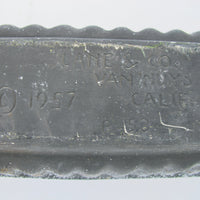 LANE & CO.
VAN NUYS
© 1957 CALIF
P-